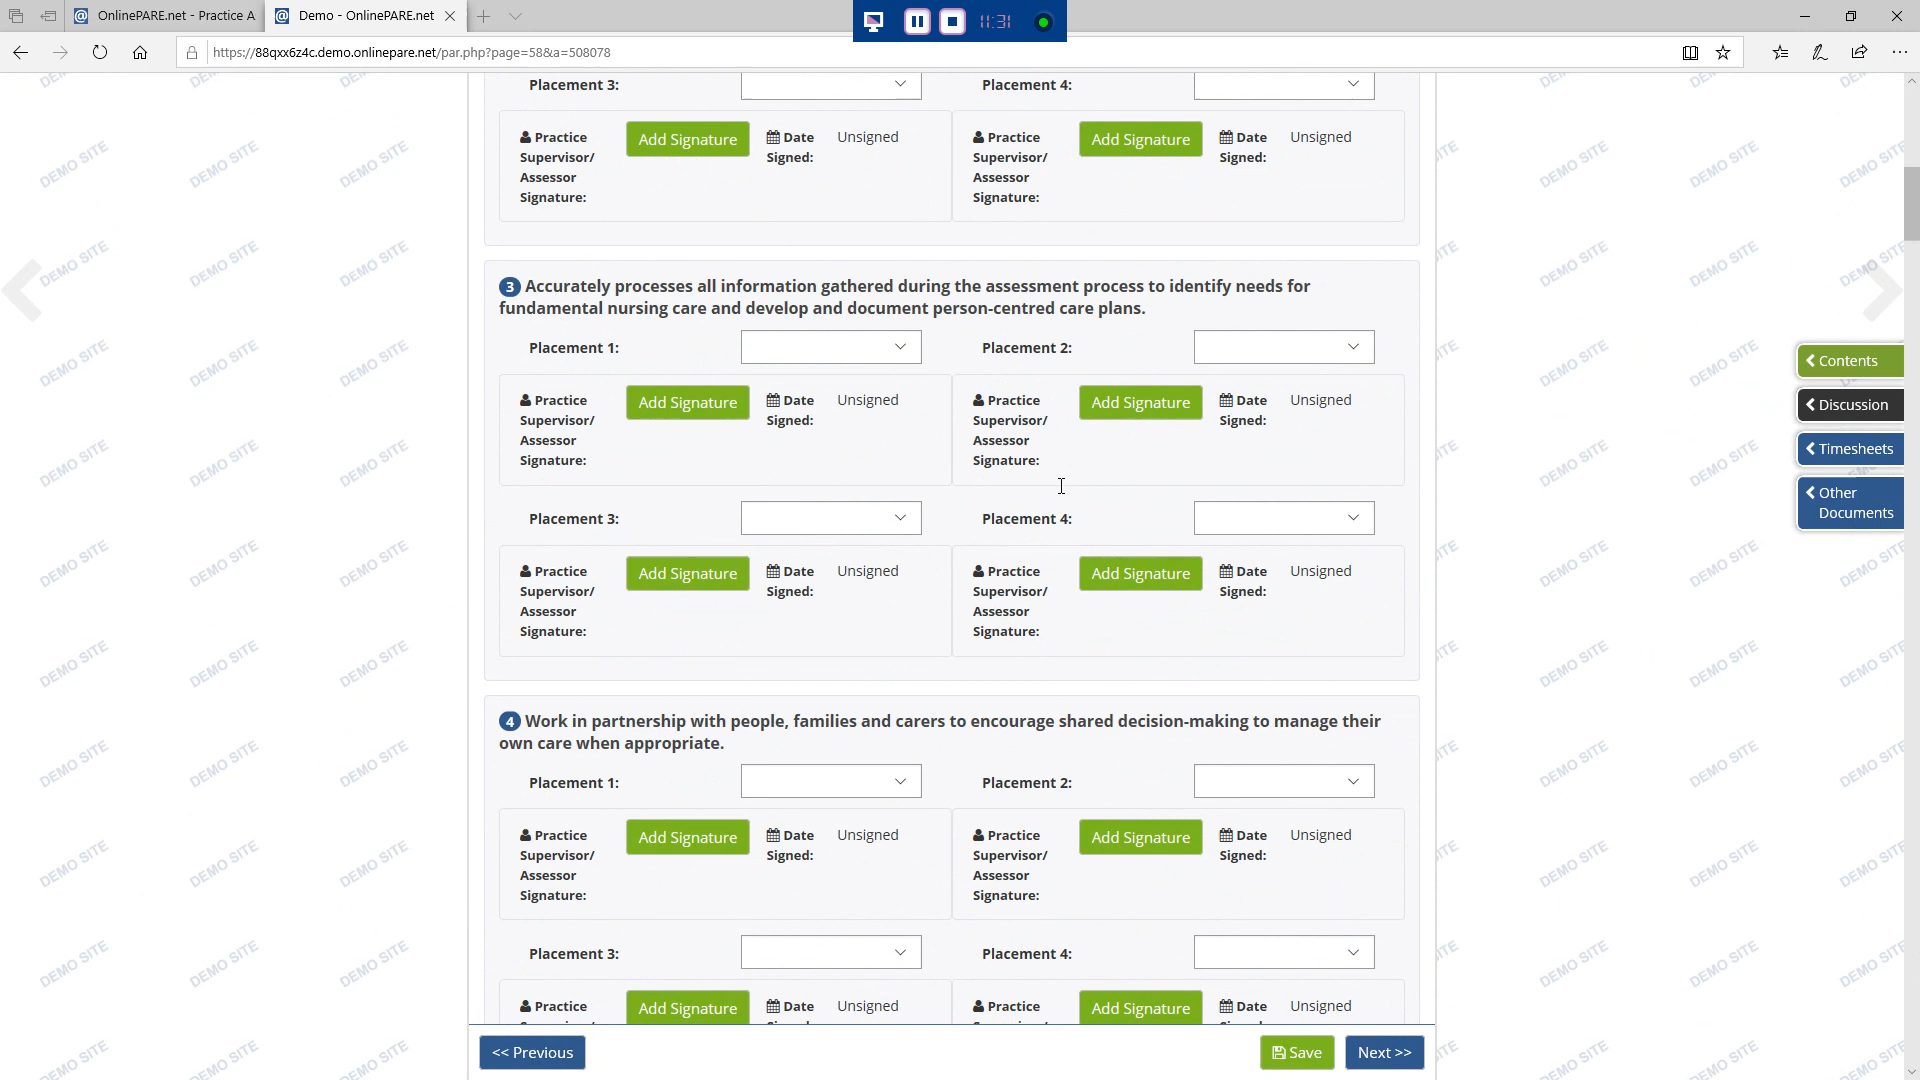 OnlinePARE.net - Practice A
Demo - OnlinePARE.net
11:31
https://88qxx6z4c.demo.onlinepare.net/par.php?page=58&a=508078
Placement 3:
Placement 4:
Practice Supervisor/ Assessor Signature:
Add Signature
Date Signed:
Unsigned
Practice Supervisor/ Assessor Signature:
Add Signature
Date Signed:
Unsigned
3 Accurately processes all information gathered during the assessment process to identify needs for
fundamental nursing care and develop and document person-centred care plans.
Placement 1:
Placement 2:
Practice Supervisor/ Assessor Signature:
Add Signature
Date Signed:
Unsigned
Practice Supervisor/ Assessor Signature:
Add Signature
Date Signed:
Unsigned
Placement 3:
Placement 4:
Practice Supervisor/ Assessor Signature:
Add Signature
Date Signed:
Unsigned
Practice Supervisor/ Assessor Signature:
Add Signature
Date Signed:
Unsigned
4 Work in partnership with people, families and carers to encourage shared decision-making to manage their
own care when appropriate.
Placement 1:
Placement 2:
Practice Supervisor/ Assessor Signature:
Add Signature
Date Signed:
Unsigned
Practice Supervisor/ Assessor Signature:
Add Signature
Date Signed:
Unsigned
Placement 3:
Placement 4:
Practice
Add Signature
Date
Unsigned
Practice
Add Signature
Date
Unsigned
<< Previous
Save
Next >>
Contents
Discussion
Timesheets
Other
Documents
DEMO SITE